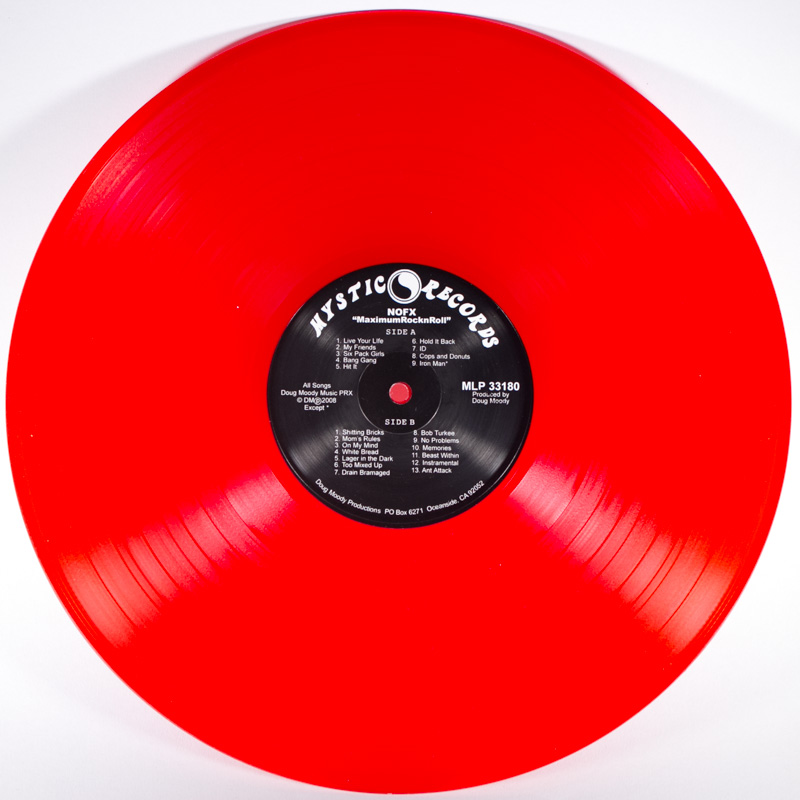 MYSTIC RECORDS
NOFX
"MaximumRocknRoll"
SIDE A
1. Live Your Life
2. My Friends
3. Six Pack Girls
4. Bang Gang
5. Hit It
6. Hold It Back
7. ID
8. Cops and Donuts
9. Iron Man*
All Songs
Doug Moody Music PRX
© DM℗2008
Except *
MLP 33180
Produced by
Doug Moody
SIDE B
1. Shitting Bricks
2. Mom's Rules
3. On My Mind
4. White Bread
5. Lager in the Dark
6. Too Mixed Up
7. Drain Bramaged
8. Bob Turkee
9. No Problems
10. Memories
11. Beast Within
12. Instramental
13. Ant Attack
Doug Moody Productions PO Box 6271 Oceanside, CA 92052